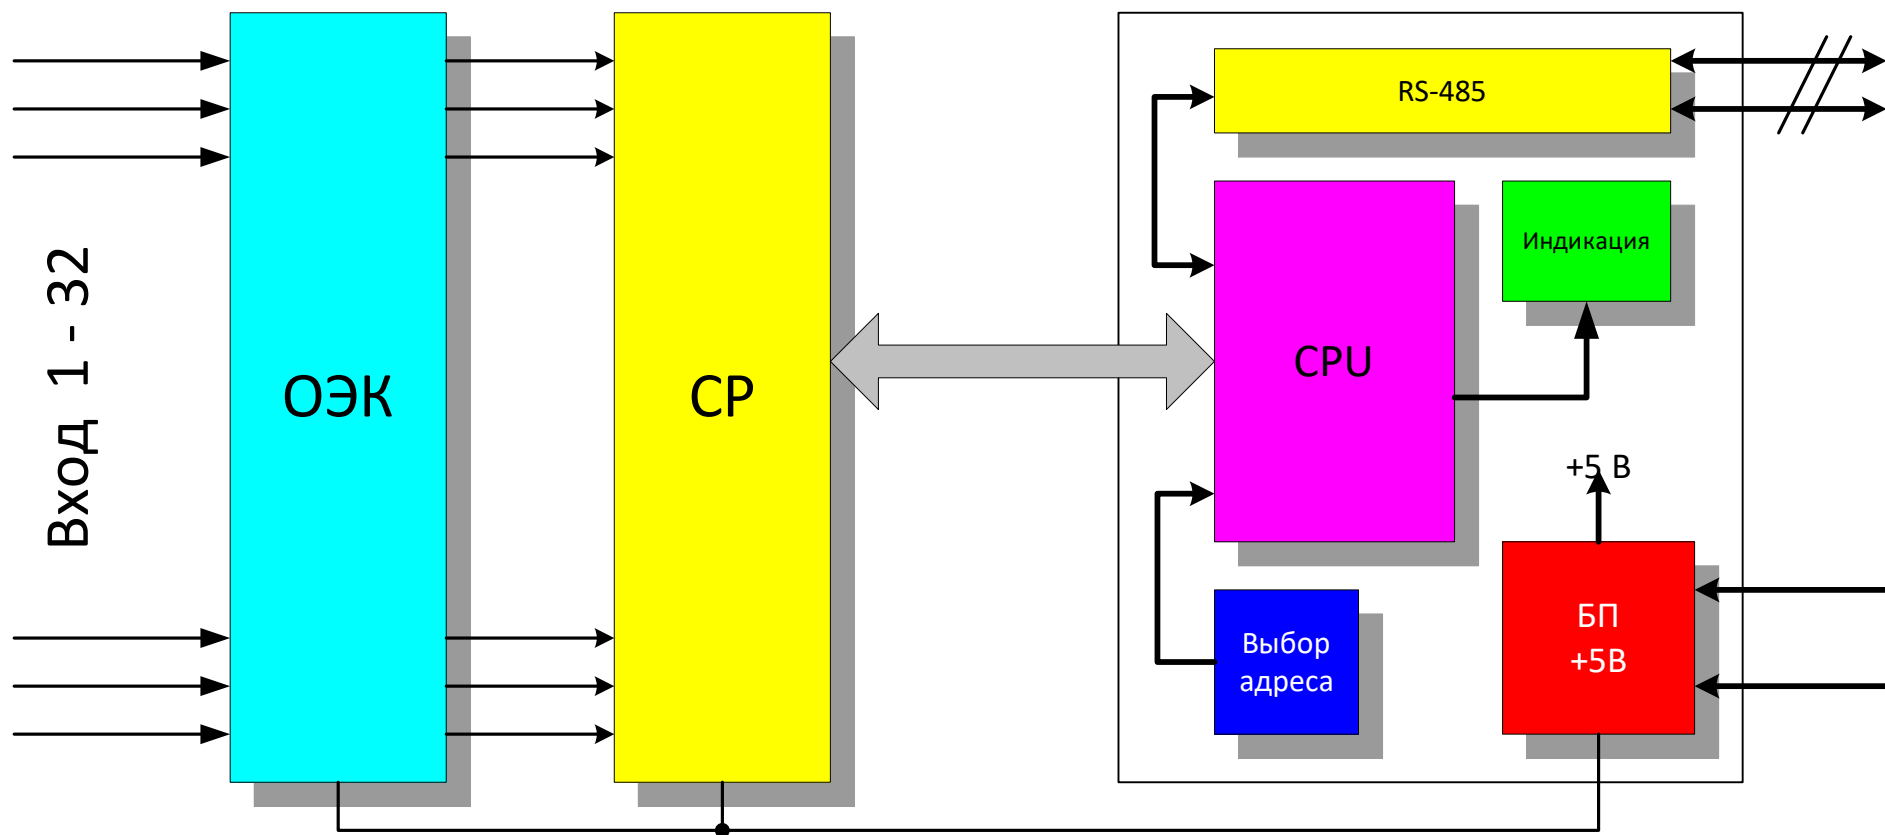 Вход 1 - 32
ОЭК
СР
RS-485
CPU
Индикация
+5 В
Выбор
адреса
БП
+5В